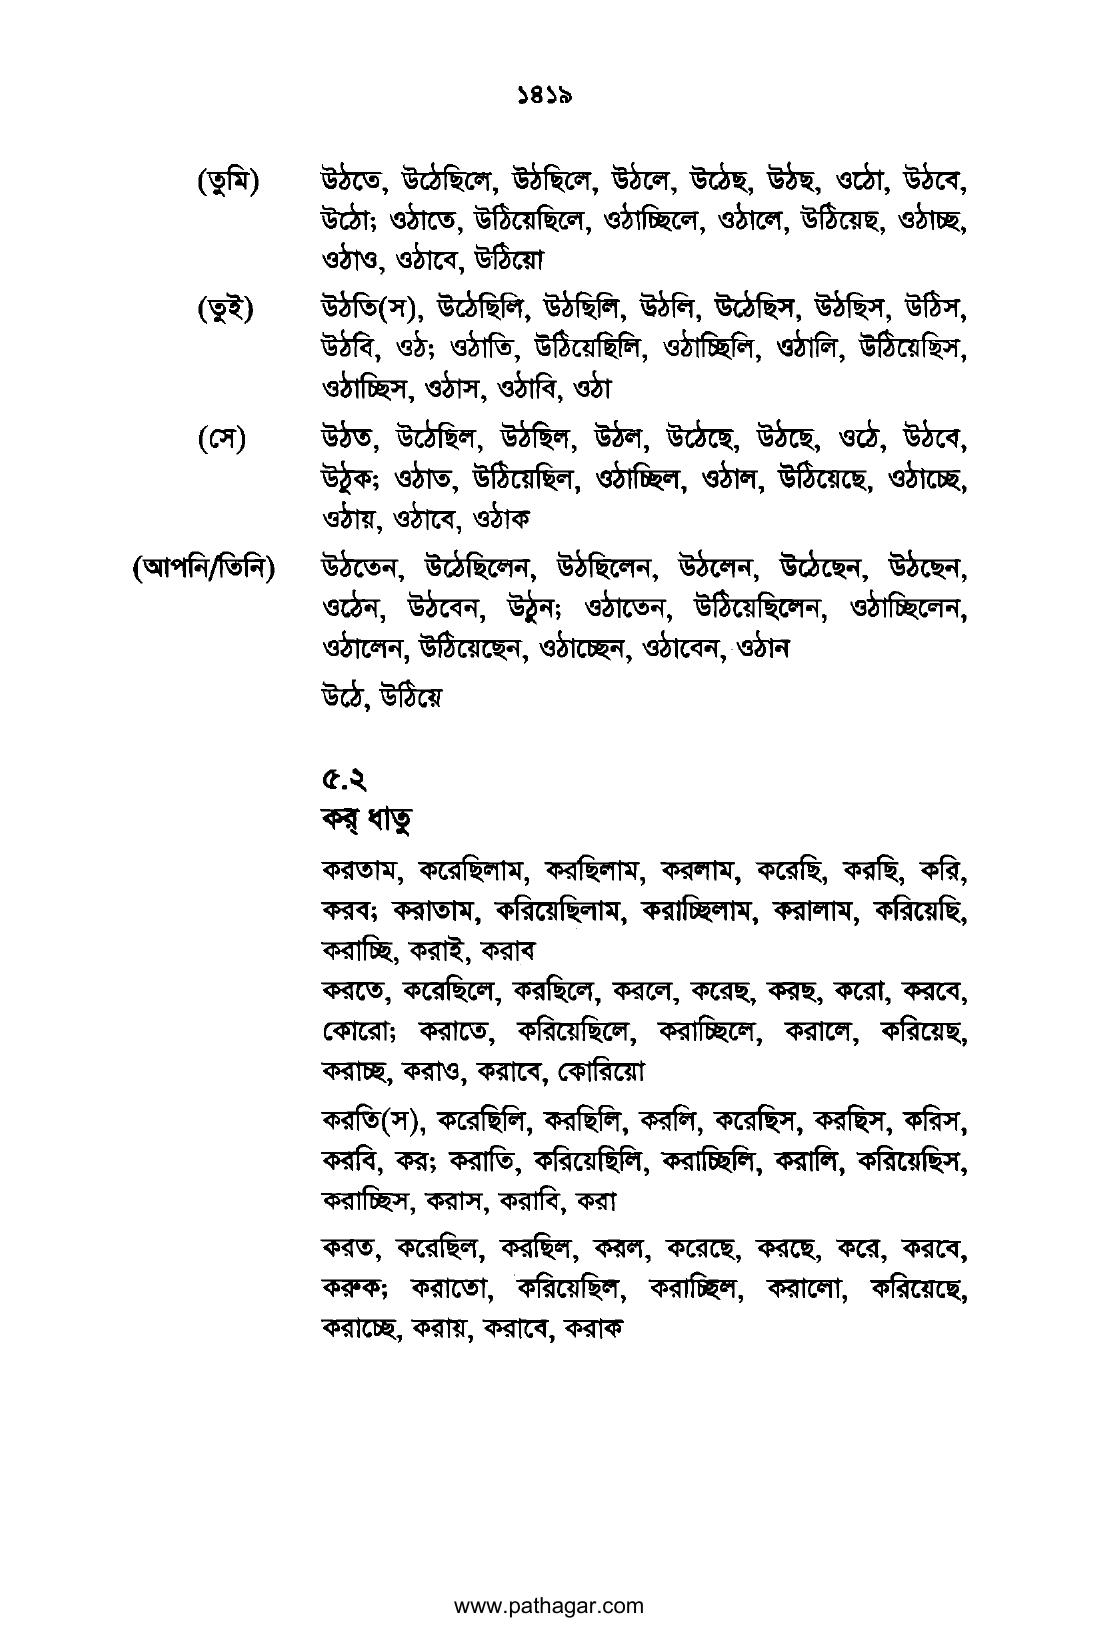 ১৪১৯
(তুমি) উঠতে, উঠেছিলে, উঠছিলে, উঠলে, উঠেছ, উঠছ, ওঠো, উঠবে,
উঠো; ওঠাতে, উঠিয়েছিলে, ওঠাচ্ছিলে, ওঠালে, উঠিয়েছ, ওঠাচ্ছ,
ওঠাও, ওঠাবে, উঠিয়ো
(তুই) উঠতি(স), উঠেছিলি, উঠছিলি, উঠলি, উঠেছিস, উঠছিস, উঠিস,
উঠবি, ওঠ; ওঠাতি, উঠিয়েছিলি, ওঠাচ্ছিলি, ওঠালি, উঠিয়েছিস,
ওঠাচ্ছিস, ওঠাস, ওঠাবি, ওঠা
(সে) উঠত, উঠেছিল, উঠছিল, উঠল, উঠেছে, উঠছে, ওঠে, উঠবে,
উঠুক; ওঠাত, উঠিয়েছিল, ওঠাচ্ছিল, ওঠাল, উঠিয়েছে, ওঠাচ্ছে,
ওঠায়, ওঠাবে, ওঠাক
(আপনি/তিনি) উঠতেন, উঠেছিলেন, উঠছিলেন, উঠলেন, উঠেছেন, উঠছেন,
ওঠেন, উঠবেন, উঠুন; ওঠাতেন, উঠিয়েছিলেন, ওঠাচ্ছিলেন,
ওঠালেন, উঠিয়েছেন, ওঠাচ্ছেন, ওঠাবেন, ওঠান
উঠে, উঠিয়ে
৫.২
কর্ ধাতু
করতাম, করেছিলাম, করছিলাম, করলাম, করেছি, করছি, করি,
করব; করাতাম, করিয়েছিলাম, করাচ্ছিলাম, করালাম, করিয়েছি,
করাচ্ছি, করাই, করাব
করতে, করেছিলে, করছিলে, করলে, করেছ, করছ, করো, করবে,
কোরো; করাতে, করিয়েছিলে, করাচ্ছিলে, করালে, করিয়েছ,
করাচ্ছ, করাও, করাবে, কোরিয়ো
করতি(স), করেছিলি, করছিলি, করলি, করেছিস, করছিস, করিস,
করবি, কর; করাতি, করিয়েছিলি, করাচ্ছিলি, করালি, করিয়েছিস,
করাচ্ছিস, করাস, করাবি, করা
করত, করেছিল, করছিল, করল, করেছে, করছে, করে, করবে,
করুক; করাতো, করিয়েছিল, করাচ্ছিল, করালো, করিয়েছে,
করাচ্ছে, করায়, করাবে, করাক
www.pathagar.com